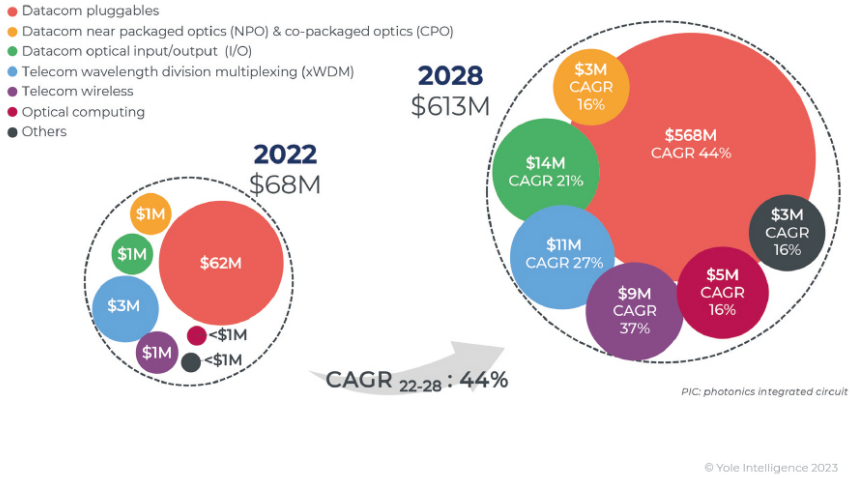 Datacom pluggables
Datacom near packaged optics (NPO) & co-packaged optics (CPO)
Datacom optical input/output (I/O)
Telecom wavelength division multiplexing (xWDM)
Telecom wireless
Optical computing
Others
2022
$68M
$1M
$62M
$1M
$3M
$1M
<$1M
<$1M
CAGR 22-28 : 44%
2028
$613M
$3M
CAGR
16%
$568M
CAGR 44%
$14M
CAGR 21%
$11M
CAGR 27%
$9M
CAGR
37%
$5M
CAGR
16%
$3M
CAGR
16%
PIC: photonics integrated circuit
© Yole Intelligence 2023